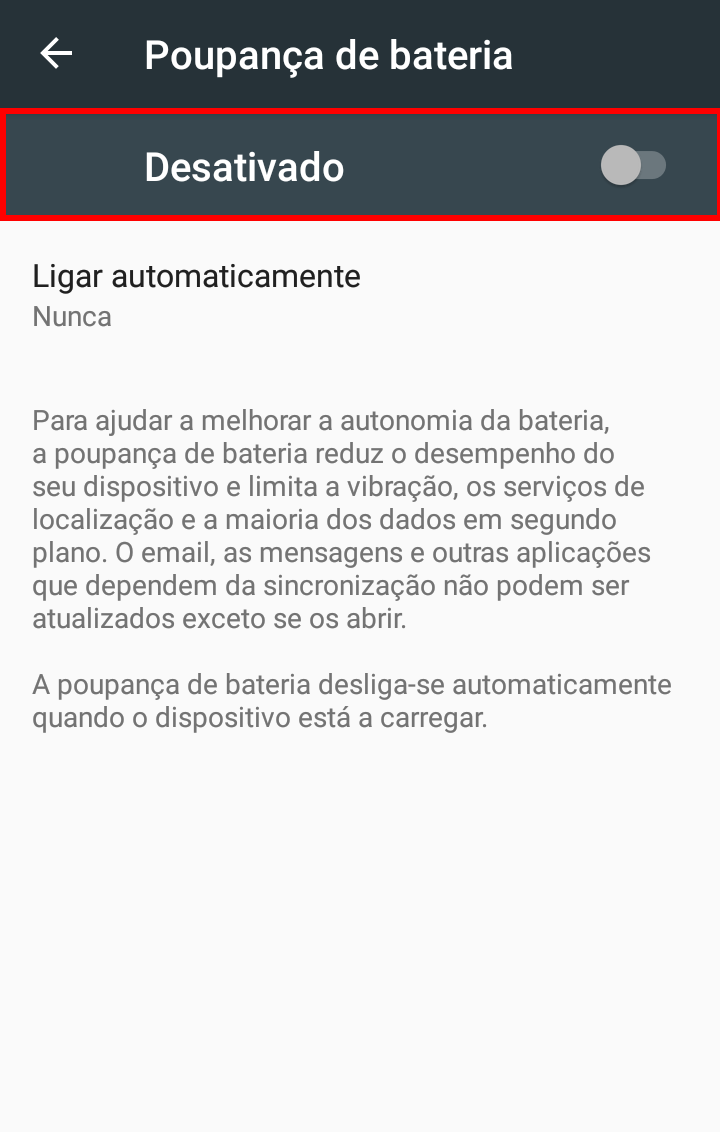 Poupança de bateria
Desativado
Ligar automaticamente
Nunca
Para ajudar a melhorar a autonomia da bateria,
a poupança de bateria reduz o desempenho do
seu dispositivo e limita a vibração, os serviços de
localização e a maioria dos dados em segundo
plano. O email, as mensagens e outras aplicações
que dependem da sincronização não podem ser
atualizados exceto se os abrir.
A poupança de bateria desliga-se automaticamente
quando o dispositivo está a carregar.